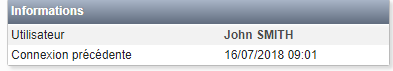 Informations
Utilisateur John SMITH
Connexion précédente 16/07/2018 09:01